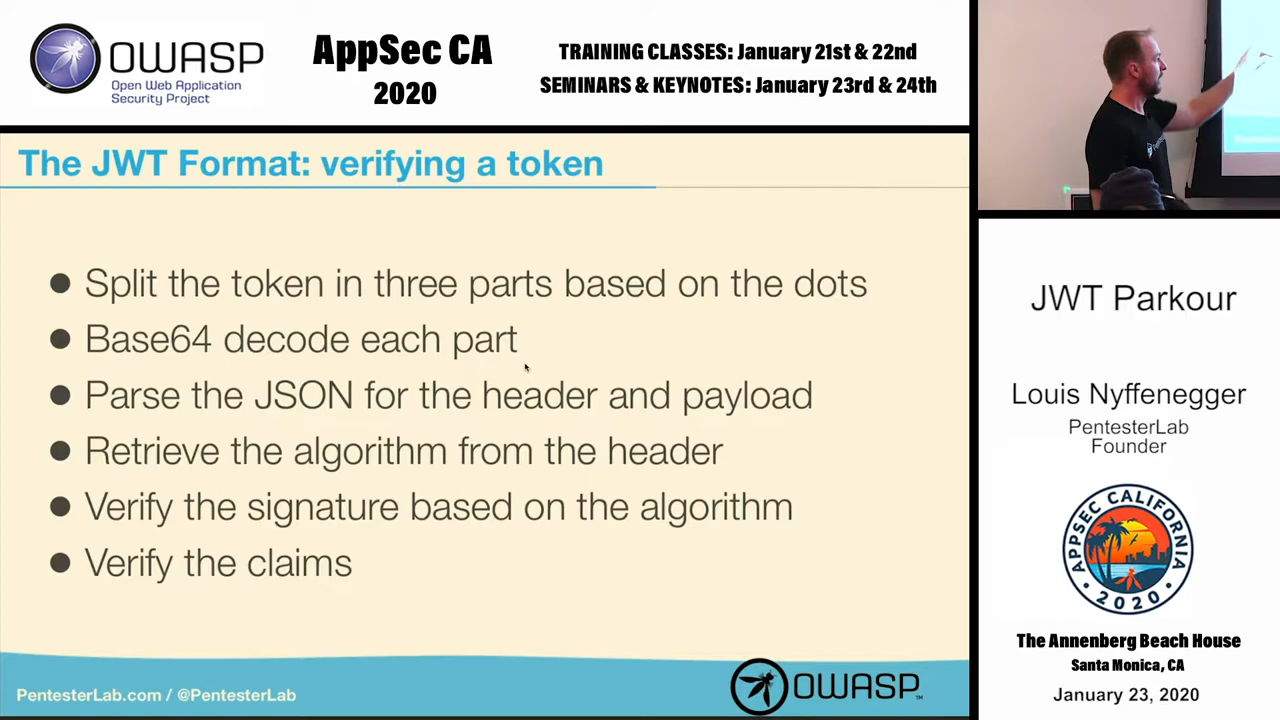 OWASP
Open Web Application
Security Project
AppSec CA
2020
TRAINING CLASSES: January 21st & 22nd
SEMINARS & KEYNOTES: January 23rd & 24th
The JWT Format: verifying a token
● Split the token in three parts based on the dots
● Base64 decode each part
● Parse the JSON for the header and payload
● Retrieve the algorithm from the header
● Verify the signature based on the algorithm
● Verify the claims
PentesterLab.com / @PentesterLab
OWASP™
JWT Parkour
Louis Nyffenegger
PentesterLab
Founder
APPSEC CALIFORNIA
• 2020 •
The Annenberg Beach House
Santa Monica, CA
January 23, 2020